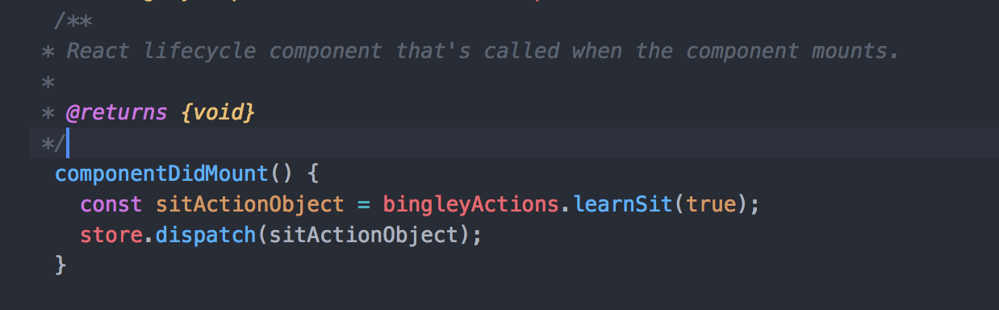 /**
* React lifecycle component that's called when the component mounts.
*
* @returns {void}
*/
componentDidMount() {
const sitActionObject = bingleyActions.learnSit(true);
store.dispatch(sitActionObject);
}